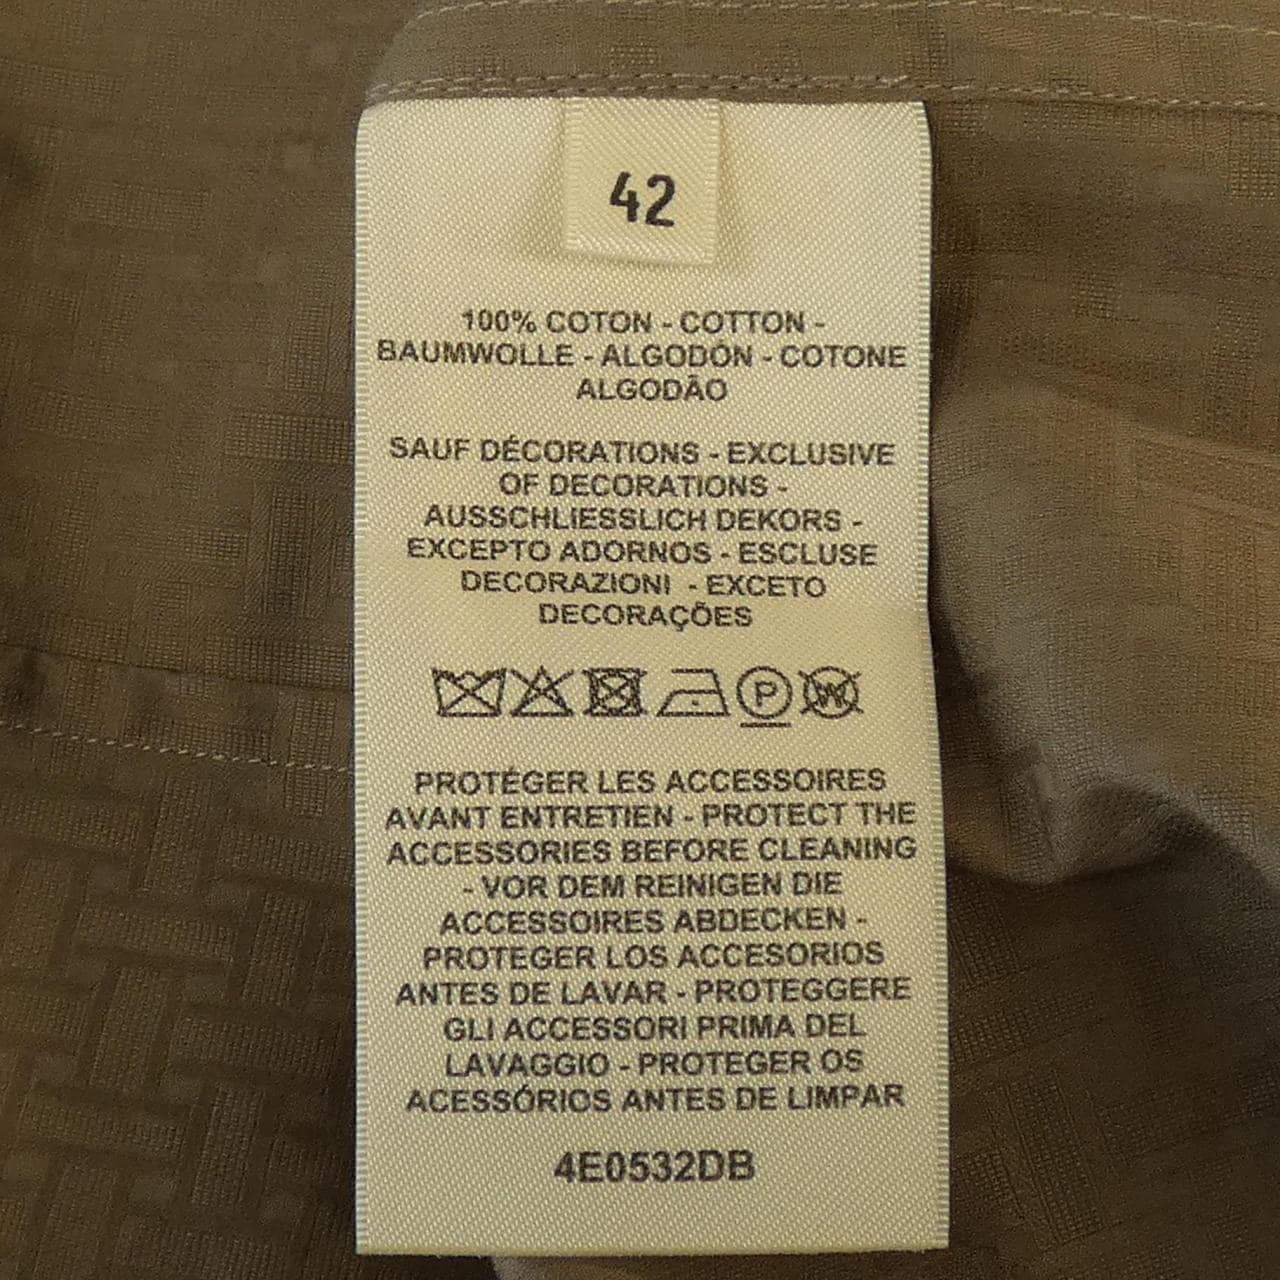 42
100% COTON - COTTON -
BAUMWOLLE - ALGODÓN - COTONE
ALGODÃO
SAUF DÉCORATIONS - EXCLUSIVE
OF DECORATIONS -
AUSSCHLIESSLICH DEKORS -
EXCEPTO ADORNOS - ESCLUSE
DECORAZIONI - EXCETO
DECORAÇÕES
P W
PROTÉGER LES ACCESSOIRES
AVANT ENTRETIEN - PROTECT THE
ACCESSORIES BEFORE CLEANING
- VOR DEM REINIGEN DIE
ACCESSOIRES ABDECKEN -
PROTEGER LOS ACCESORIOS
ANTES DE LAVAR - PROTEGGERE
GLI ACCESSORI PRIMA DEL
LAVAGGIO - PROTEGER OS
ACESSÓRIOS ANTES DE LIMPAR
4E0532DB